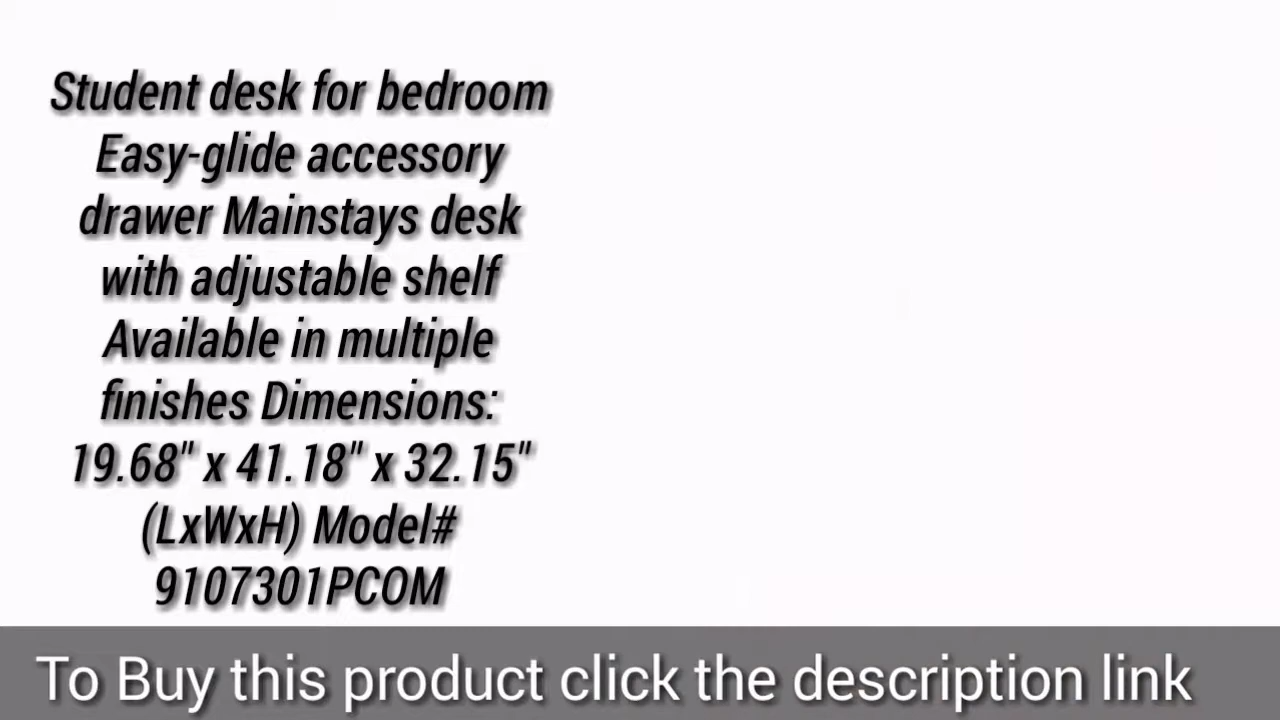 Student desk for bedroom
Easy-glide accessory
drawer Mainstays desk
with adjustable shelf
Available in multiple
finishes Dimensions:
19.68" x 41.18" x 32.15"
(LxWxH) Model#
9107301PCOM
To Buy this product click the description link